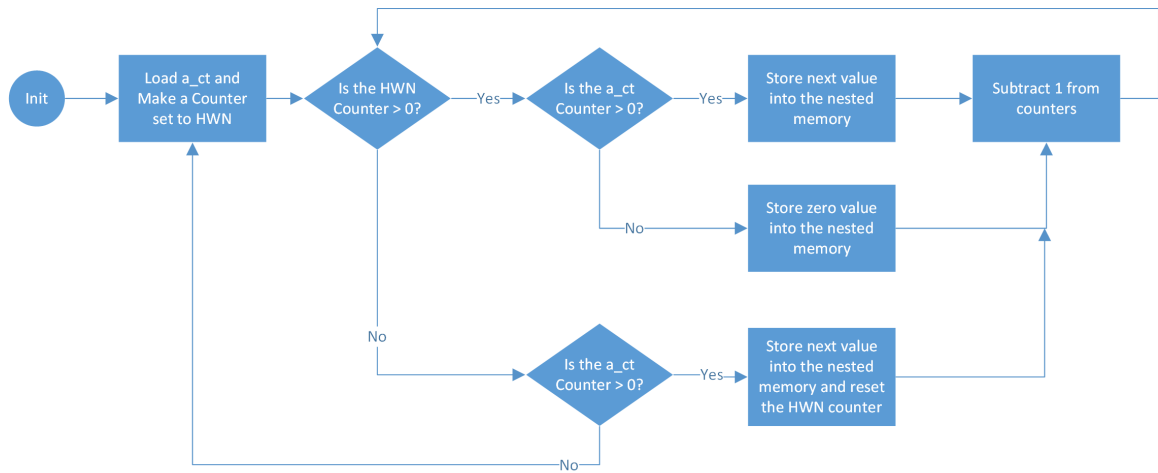 Init
Load a_ct and
Make a Counter
set to HWN
Is the HWN
Counter > 0?
Yes
Is the a_ct
Counter > 0?
Yes
Store next value
into the nested
memory
Subtract 1 from
counters
No
Store zero value
into the nested
memory
No
Is the a_ct
Counter > 0?
Yes
Store next value
into the nested
memory and reset
the HWN counter
No